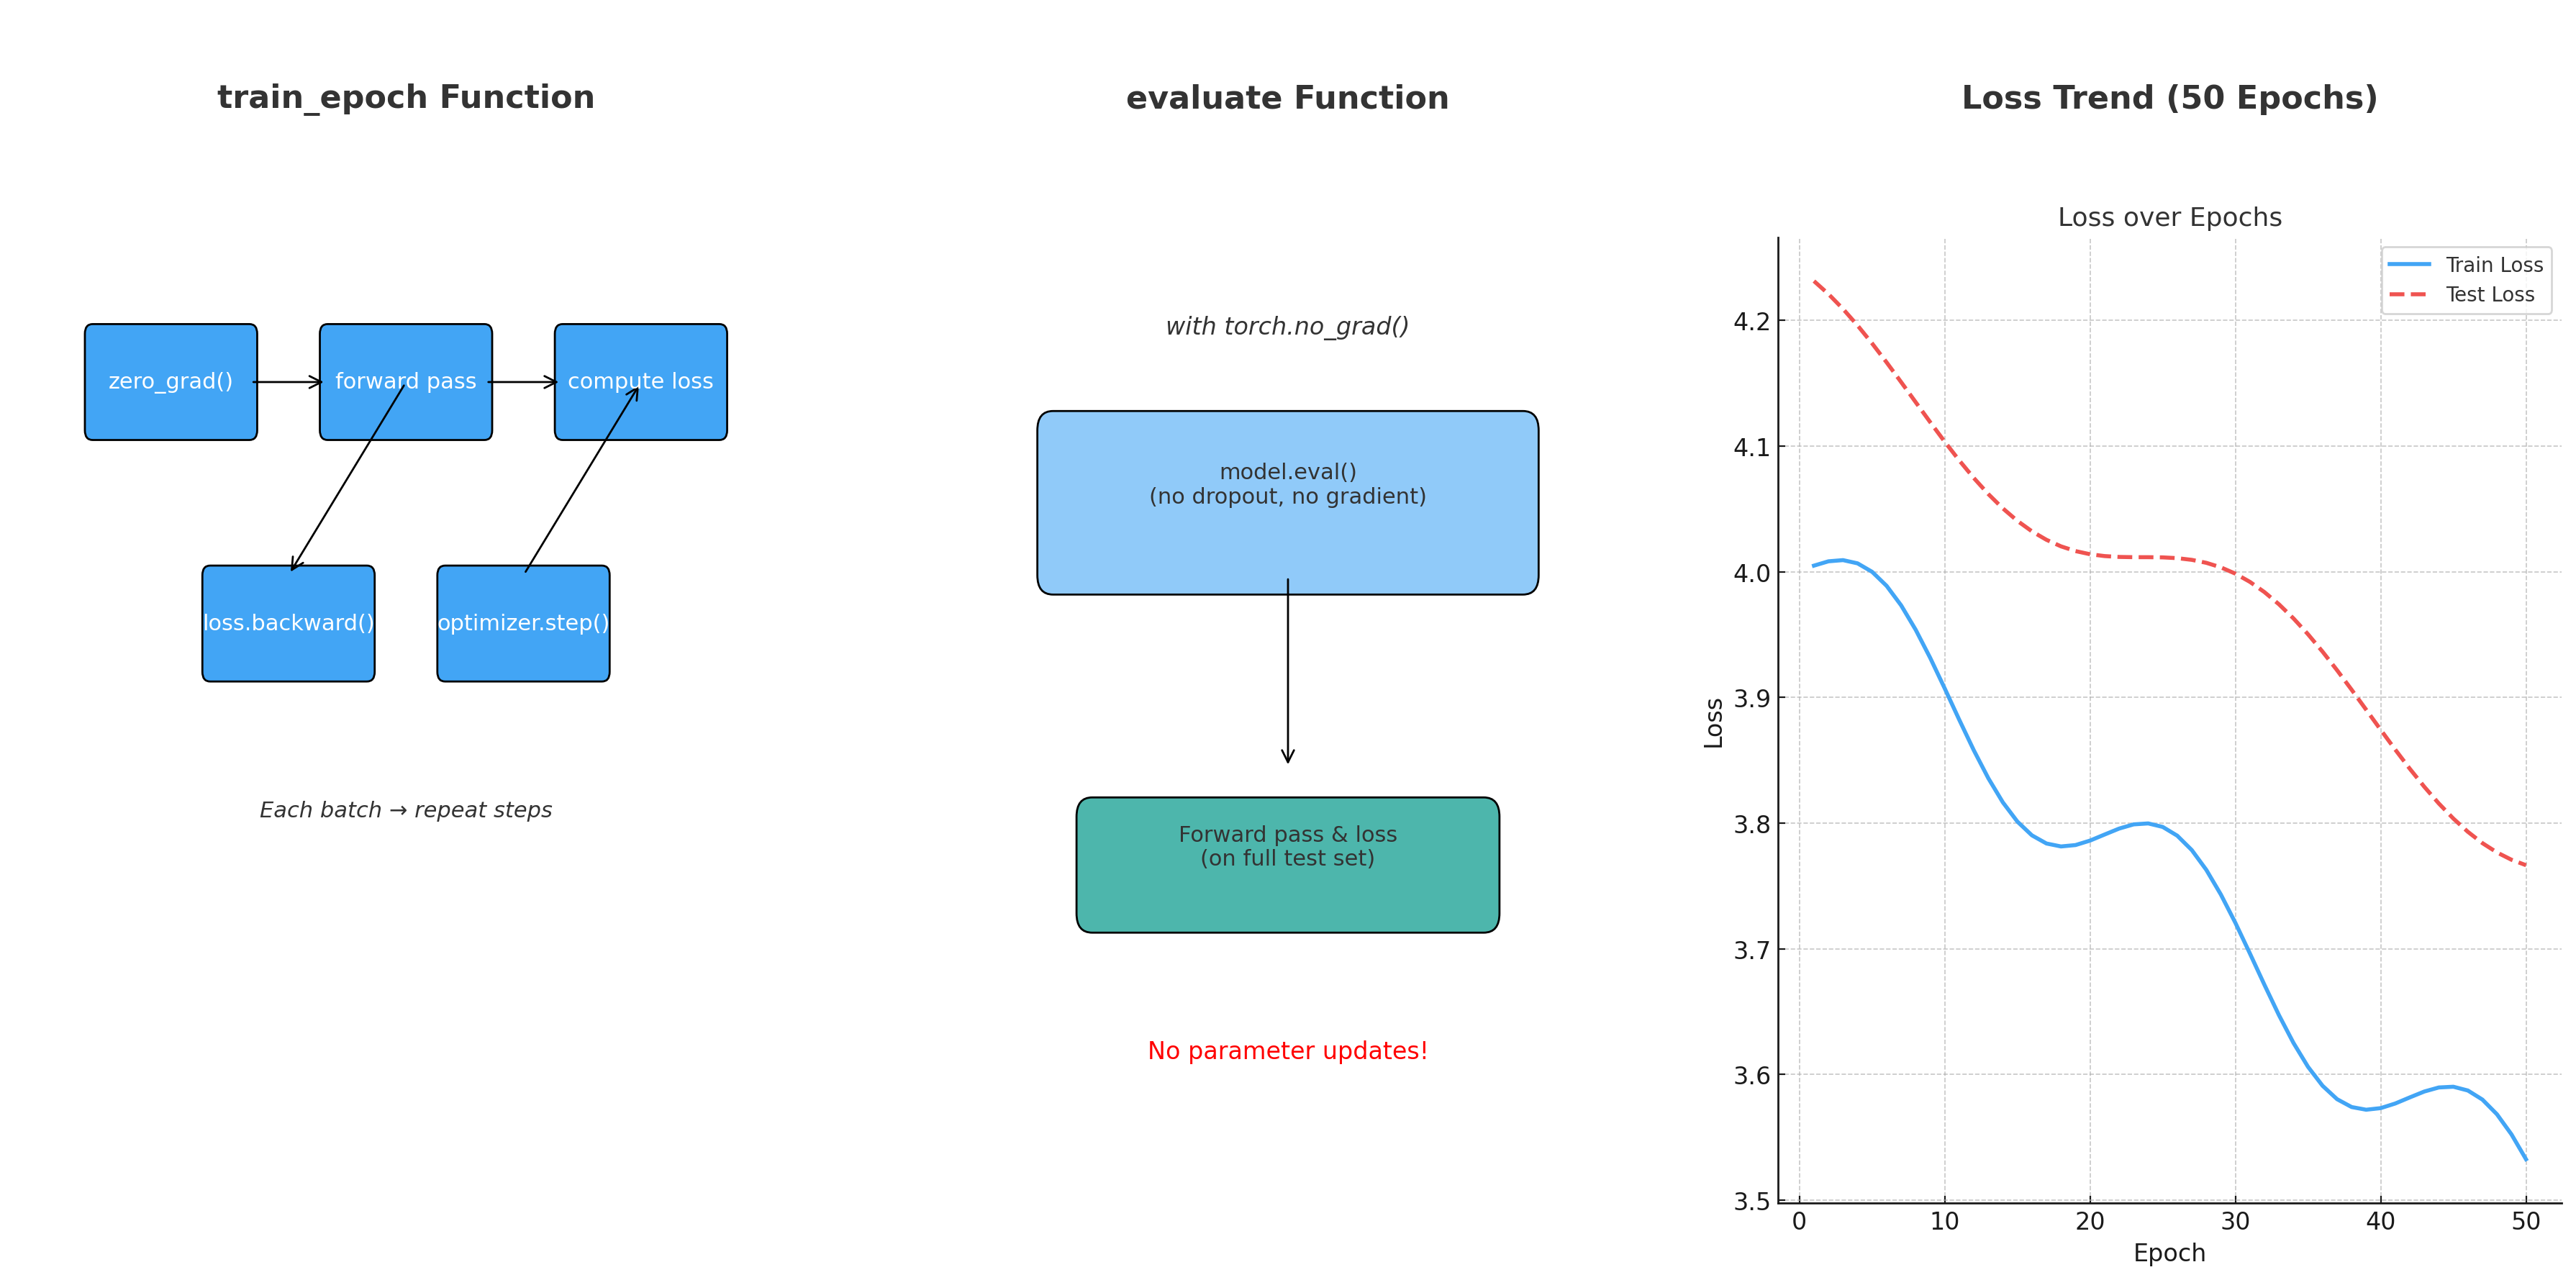 train_epoch Function
zero_grad()
forward pass
compute loss
loss.backward()
optimizer.step()
Each batch → repeat steps
evaluate Function
with torch.no_grad()
model.eval()
(no dropout, no gradient)
Forward pass & loss
(on full test set)
No parameter updates!
Loss Trend (50 Epochs)
Loss over Epochs
Train Loss
Test Loss
4.2
4.1
4.0
3.9
3.8
3.7
3.6
3.5
Loss
0 10 20 30 40 50
Epoch